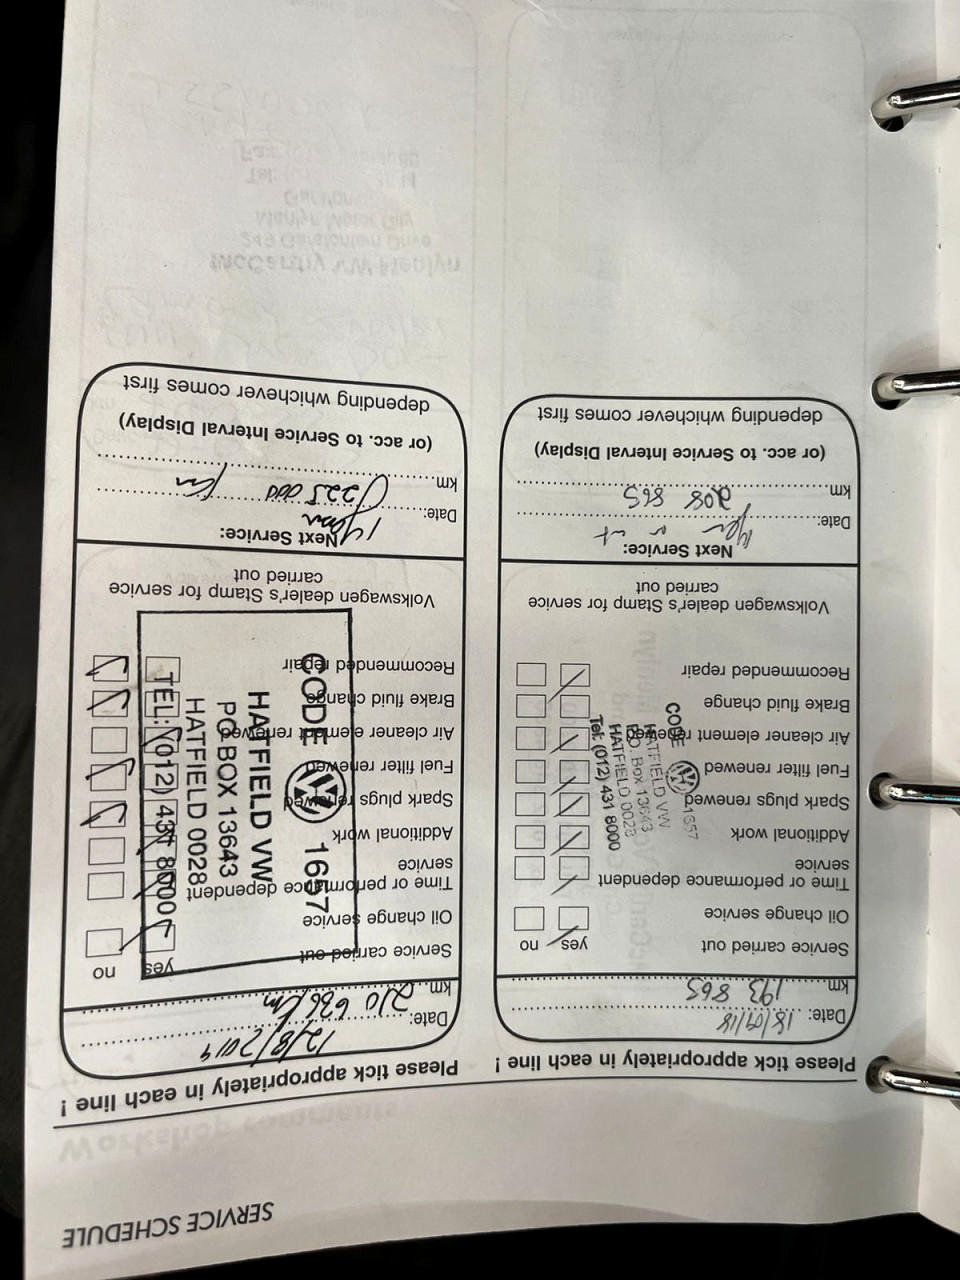 SERVICE SCHEDULE
Please tick appropriately in each line !
Date: 18/09/18
km 193 865
Service carried out
yes no
Oil change service
Time or performance dependent
service
Additional work
Spark plugs renewed
Fuel filter renewed
Air cleaner element renewed
Brake fluid change
Recommended repair
CODE 1657
HATFIELD VW
P.O. Box 13643
HATFIELD 0028
Tel: (012) 431 8000
Volkswagen dealer's Stamp for service
carried out
Next Service:
Date:
km 208 865
(or acc. to Service Interval Display)
depending whichever comes first
Please tick appropriately in each line !
Date: 12/8/2019
km 210 636 km
Service carried out
yes no
Oil change service
Time or performance dependent
service
Additional work
Spark plugs renewed
Fuel filter renewed
Air cleaner element renewed
Brake fluid change
Recommended repair
CODE 1657
HATFIELD VW
PO BOX 13643
HATFIELD 0028
TEL: (012) 431 8000
Volkswagen dealer's Stamp for service
carried out
Next Service:
Date: 1 year
km 225 000 km
(or acc. to Service Interval Display)
depending whichever comes first